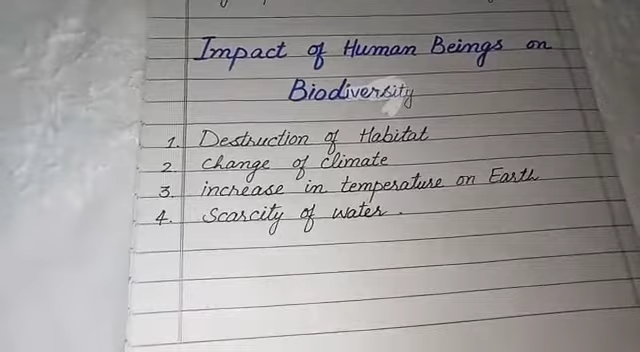 Impact of Human Beings on
Biodiversity
1. Destruction of Habitat
2. change of climate
3. increase in temperature on Earth
4. Scarcity of water.